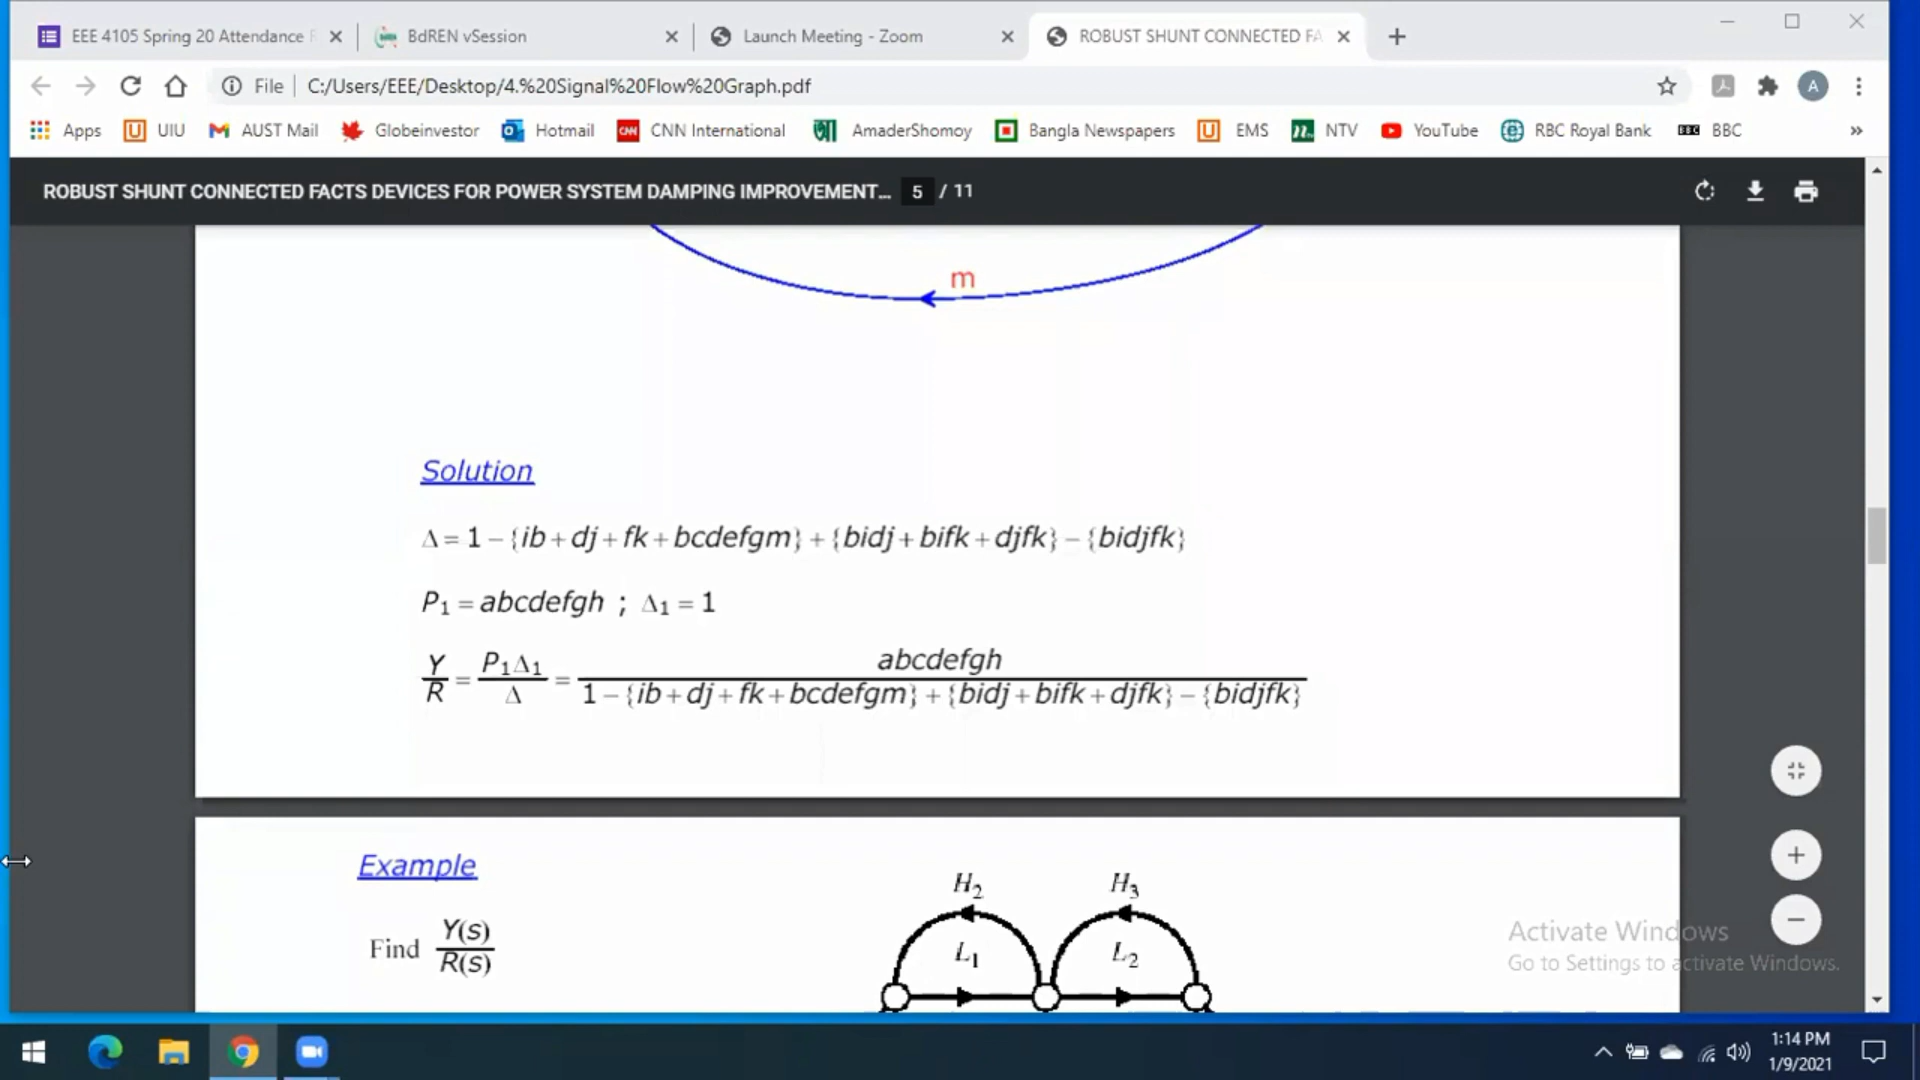 EEE 4105 Spring 20 Attendance
BdREN vSession
Launch Meeting - Zoom
ROBUST SHUNT CONNECTED FA
File C:/Users/EEE/Desktop/4.%20Signal%20Flow%20Graph.pdf
A
Apps UIU AUST Mail Globeinvestor Hotmail CNN International AmaderShomoy Bangla Newspapers EMS NTV YouTube RBC Royal Bank BBC »
ROBUST SHUNT CONNECTED FACTS DEVICES FOR POWER SYSTEM DAMPING IMPROVEMENT... 5 / 11
m
Solution
Δ = 1 − {ib + dj + fk + bcdefgm} + {bidj + bifk + djfk} − {bidjfk}
P1 = abcdefgh ; Δ1 = 1
Y/R = P1Δ1/Δ = abcdefgh / 1 − {ib + dj + fk + bcdefgm} + {bidj + bifk + djfk} − {bidjfk}
Example
Find Y(s)/R(s)
H2 H3
L1 L2
Activate Windows
Go to Settings to activate Windows.
1:14 PM
1/9/2021